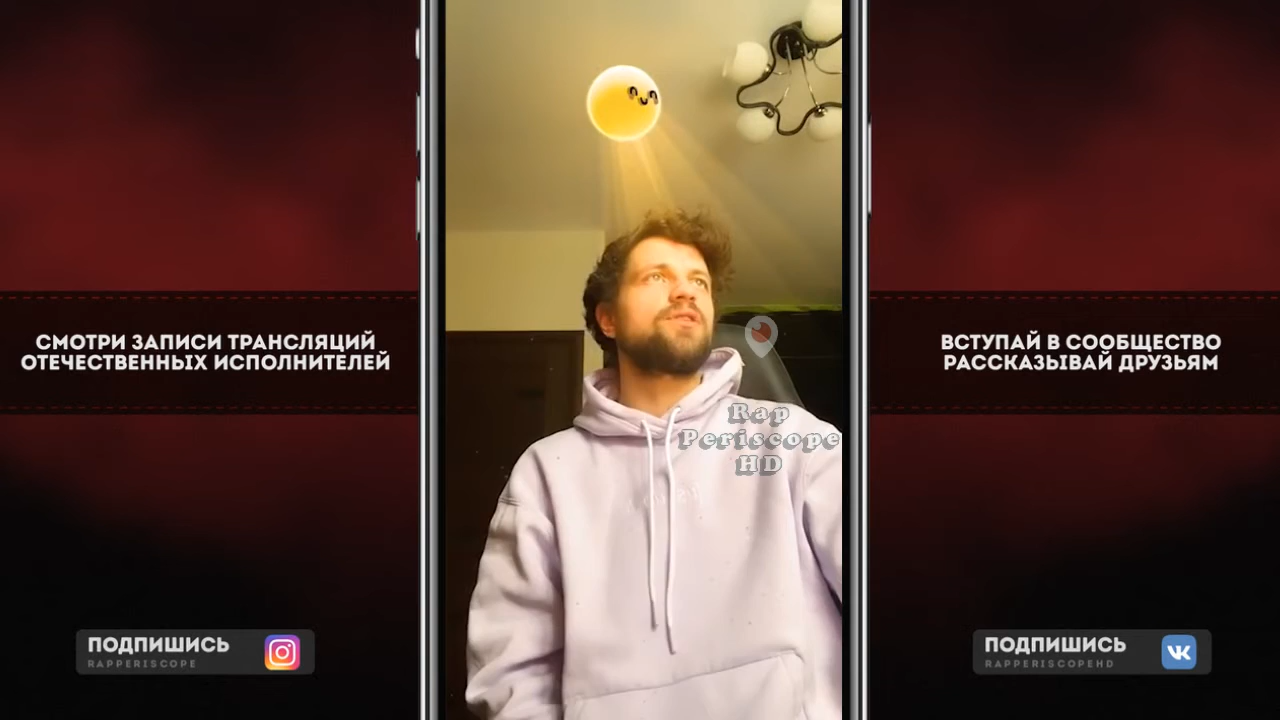 СМОТРИ ЗАПИСИ ТРАНСЛЯЦИЙ
ОТЕЧЕСТВЕННЫХ ИСПОЛНИТЕЛЕЙ
ВСТУПАЙ В СООБЩЕСТВО
РАССКАЗЫВАЙ ДРУЗЬЯМ
Rap
Periscope
HD
ПОДПИШИСЬ
RAPPERISCOPE
ПОДПИШИСЬ
RAPPERISCOPEHD